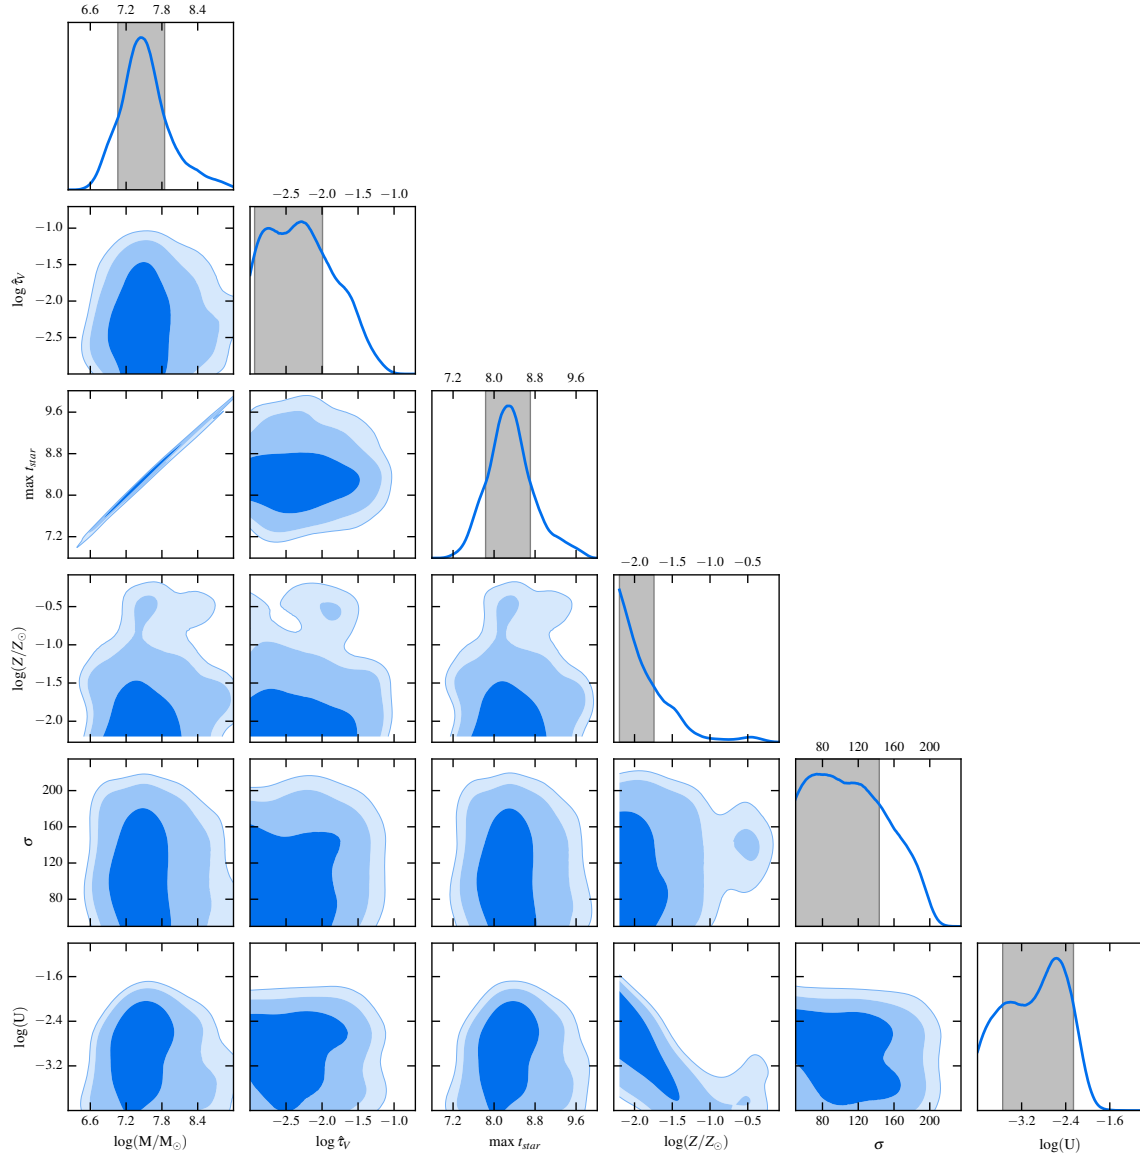 6.6 7.2 7.8 8.4
−2.5 −2.0 −1.5 −1.0
log τ̂_V
−1.0
−1.5
−2.0
−2.5
7.2 8.0 8.8 9.6
max t_star
9.6
8.8
8.0
7.2
−2.0 −1.5 −1.0 −0.5
log(Z/Z⊙)
−0.5
−1.0
−1.5
−2.0
80 120 160 200
σ
200
160
120
80
log(U)
−1.6
−2.4
−3.2
6.6 7.2 7.8 8.4 −2.5 −2.0 −1.5 −1.0 7.2 8.0 8.8 9.6 −2.0 −1.5 −1.0 −0.5 80 120 160 200 −3.2 −2.4 −1.6
log(M/M⊙) log τ̂_V max t_star log(Z/Z⊙) σ log(U)